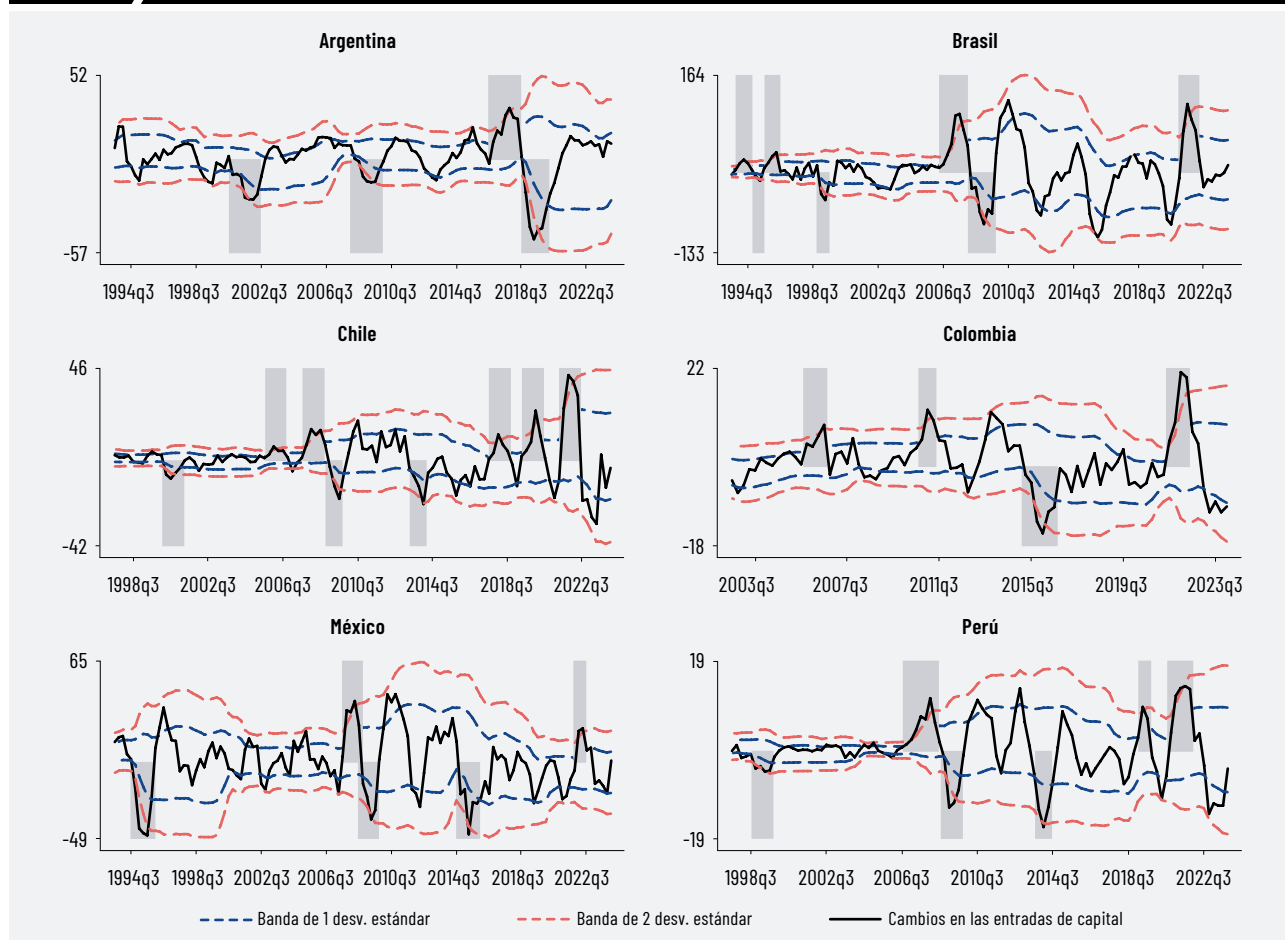 Argentina
52
-57
1994q3 1998q3 2002q3 2006q3 2010q3 2014q3 2018q3 2022q3
Brasil
164
-133
1994q3 1998q3 2002q3 2006q3 2010q3 2014q3 2018q3 2022q3
Chile
46
-42
1998q3 2002q3 2006q3 2010q3 2014q3 2018q3 2022q3
Colombia
22
-18
2003q3 2007q3 2011q3 2015q3 2019q3 2023q3
México
65
-49
1994q3 1998q3 2002q3 2006q3 2010q3 2014q3 2018q3 2022q3
Perú
19
-19
1998q3 2002q3 2006q3 2010q3 2014q3 2018q3 2022q3
Banda de 1 desv. estándar Banda de 2 desv. estándar Cambios en las entradas de capital